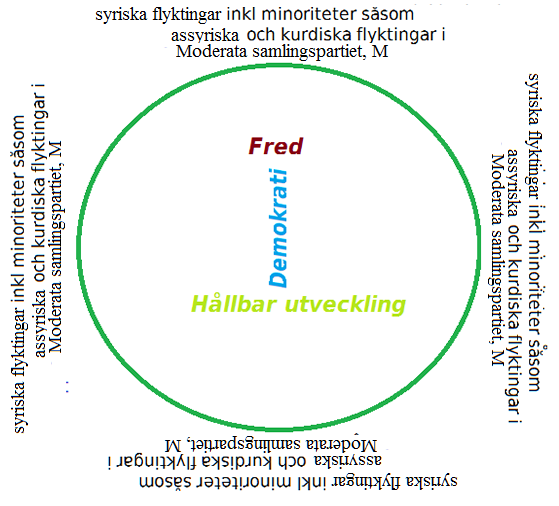 syriska flyktingar inkl minoriteter såsom
assyriska och kurdiska flyktingar i
Moderata samlingspartiet, M
syriska flyktingar inkl minoriteter såsom
assyriska och kurdiska flyktingar i
Moderata samlingspartiet, M
Fred
Demokrati
Hållbar utveckling
syriska flyktingar inkl minoriteter såsom
assyriska och kurdiska flyktingar i
Moderata samlingspartiet, M
syriska flyktingar inkl minoriteter såsom
assyriska och kurdiska flyktingar i
Moderata samlingspartiet, M